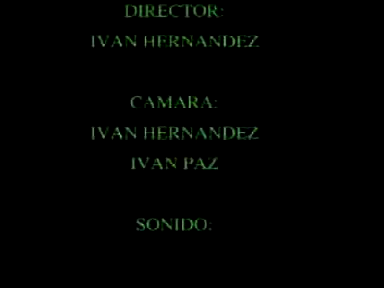 DIRECTOR:
IVAN HERNANDEZ
CAMARA:
IVAN HERNANDEZ
IVAN PAZ
SONIDO: